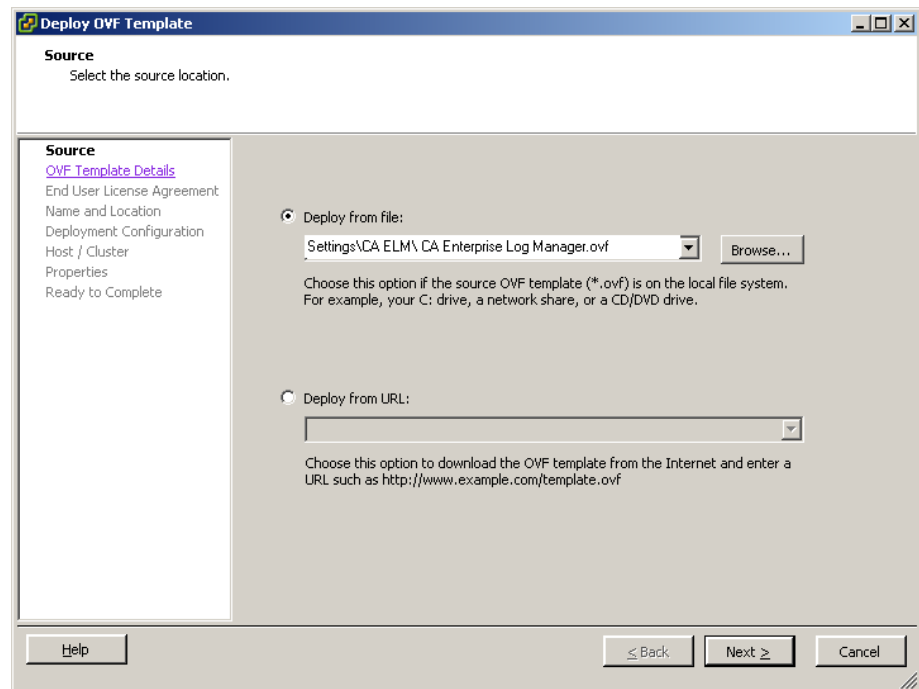 Deploy OVF Template
Source
Select the source location.
Source
OVF Template Details
End User License Agreement
Name and Location
Deployment Configuration
Host / Cluster
Properties
Ready to Complete
Deploy from file:
Settings\CA ELM\ CA Enterprise Log Manager.ovf
Browse...
Choose this option if the source OVF template (*.ovf) is on the local file system.
For example, your C: drive, a network share, or a CD/DVD drive.
Deploy from URL:
Choose this option to download the OVF template from the Internet and enter a
URL such as http://www.example.com/template.ovf
Help
< Back
Next >
Cancel